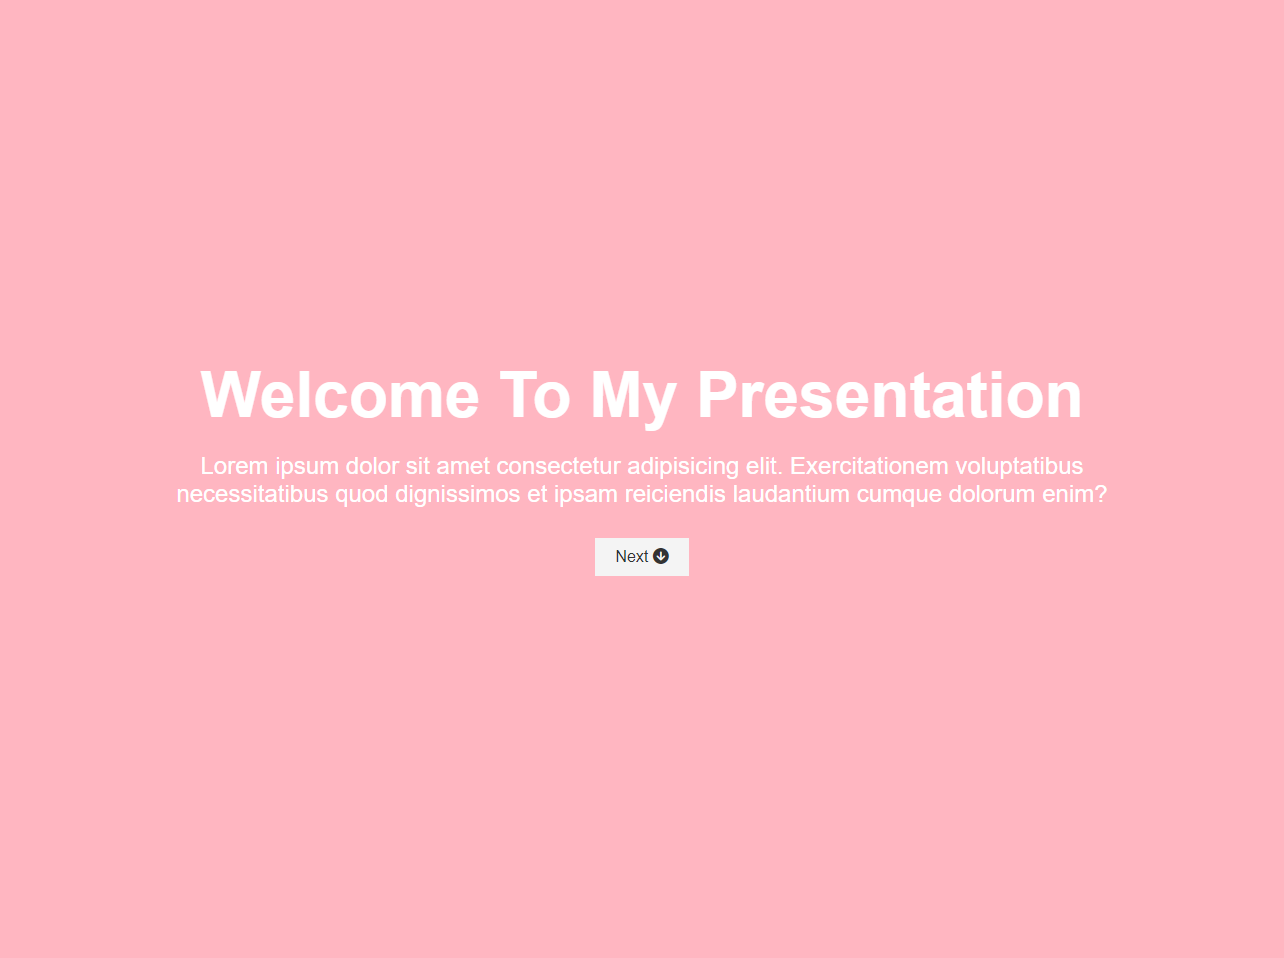 Welcome To My Presentation
Lorem ipsum dolor sit amet consectetur adipisicing elit. Exercitationem voluptatibus
necessitatibus quod dignissimos et ipsam reiciendis laudantium cumque dolorum enim?
Next